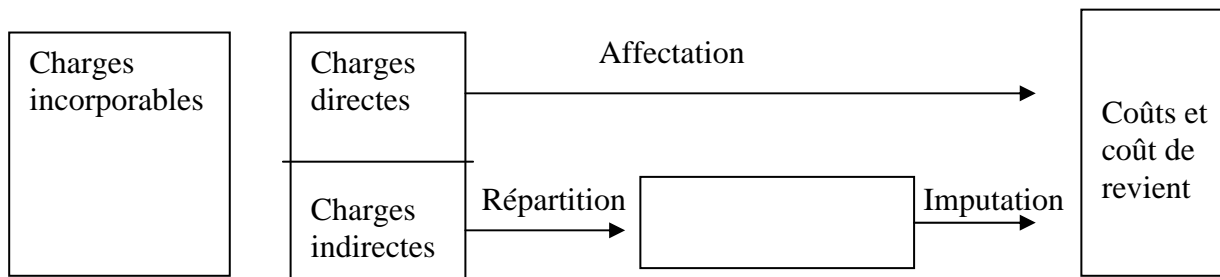 Charges
incorporables
Charges
directes
Affectation
Coûts et
coût de
revient
Charges
indirectes
Répartition
Imputation